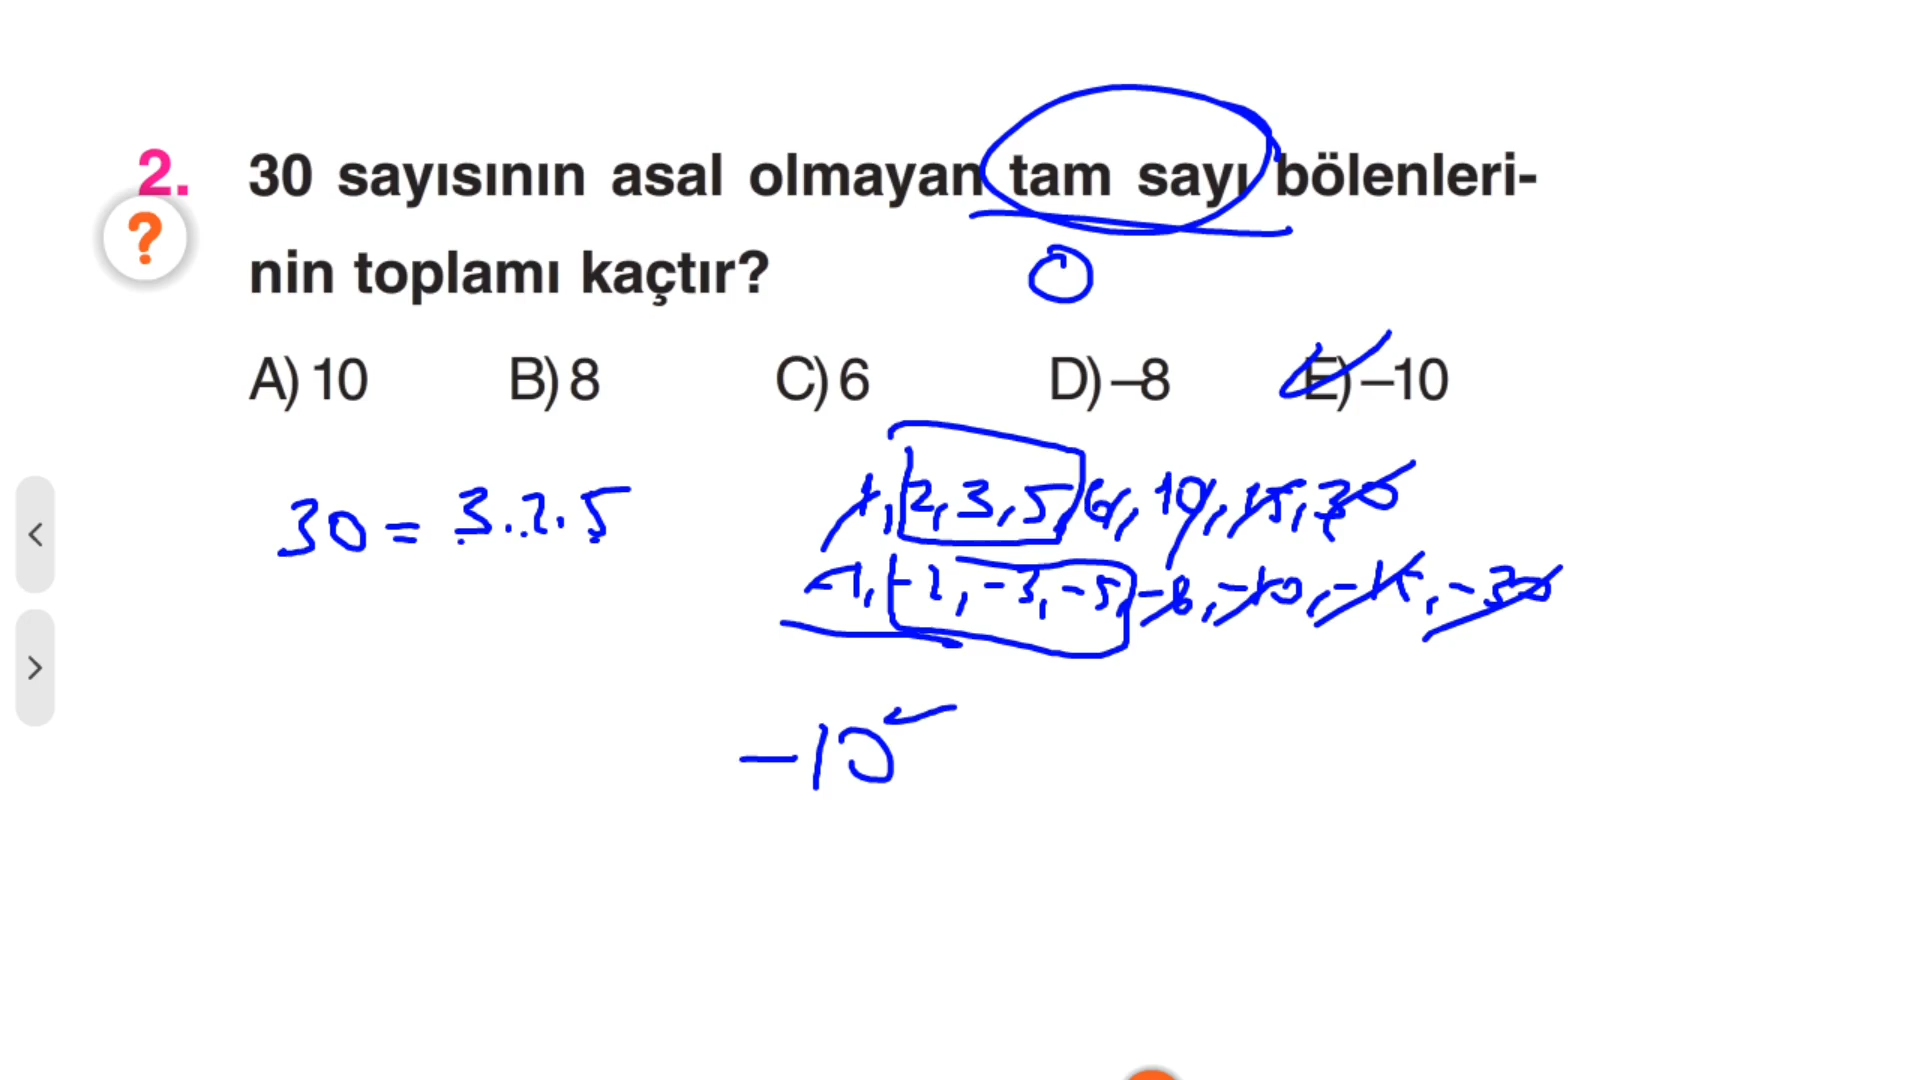 2. 30 sayısının asal olmayan tam sayı bölenleri-
?
nin toplamı kaçtır?
0
A) 10 B) 8 C) 6 D) –8 E) –10
30 = 3.2.5
1, 2, 3, 5, 6, 10, 15, 30
-1, -2, -3, -5, -6, -10, -15, -30
-10